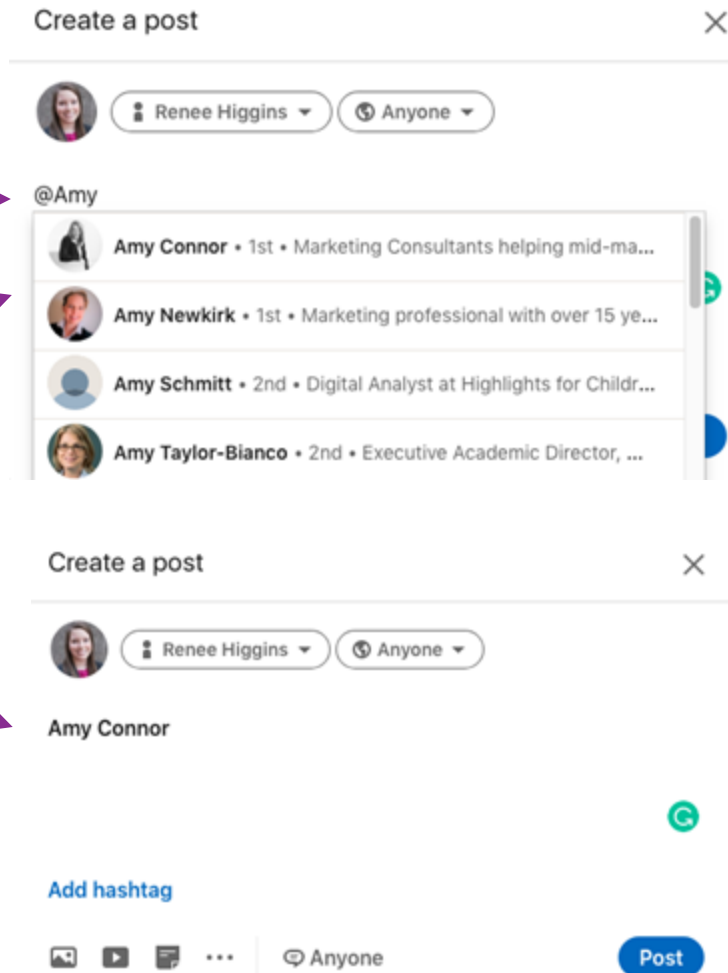 Create a post
Renee Higgins
Anyone
@Amy
Amy Connor • 1st • Marketing Consultants helping mid-ma...
Amy Newkirk • 1st • Marketing professional with over 15 ye...
Amy Schmitt • 2nd • Digital Analyst at Highlights for Childr...
Amy Taylor-Bianco • 2nd • Executive Academic Director, ...
Create a post
Renee Higgins
Anyone
Amy Connor
Add hashtag
Anyone
Post